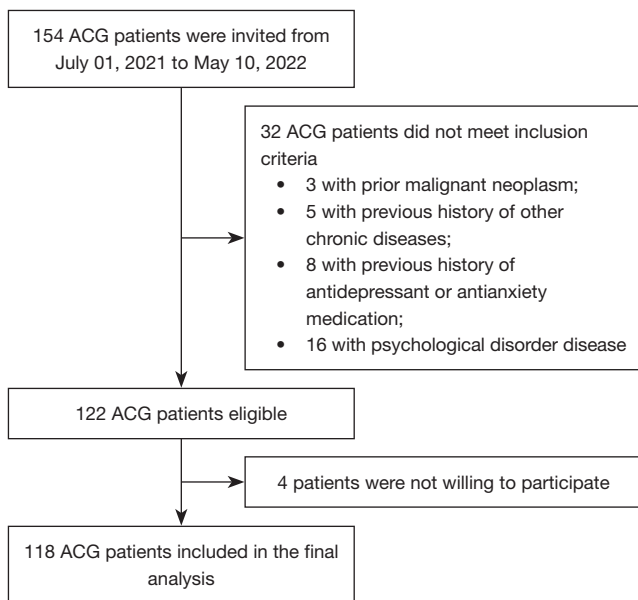 154 ACG patients were invited from
July 01, 2021 to May 10, 2022
32 ACG patients did not meet inclusion
criteria
• 3 with prior malignant neoplasm;
• 5 with previous history of other
chronic diseases;
• 8 with previous history of
antidepressant or antianxiety
medication;
• 16 with psychological disorder disease
122 ACG patients eligible
4 patients were not willing to participate
118 ACG patients included in the final
analysis